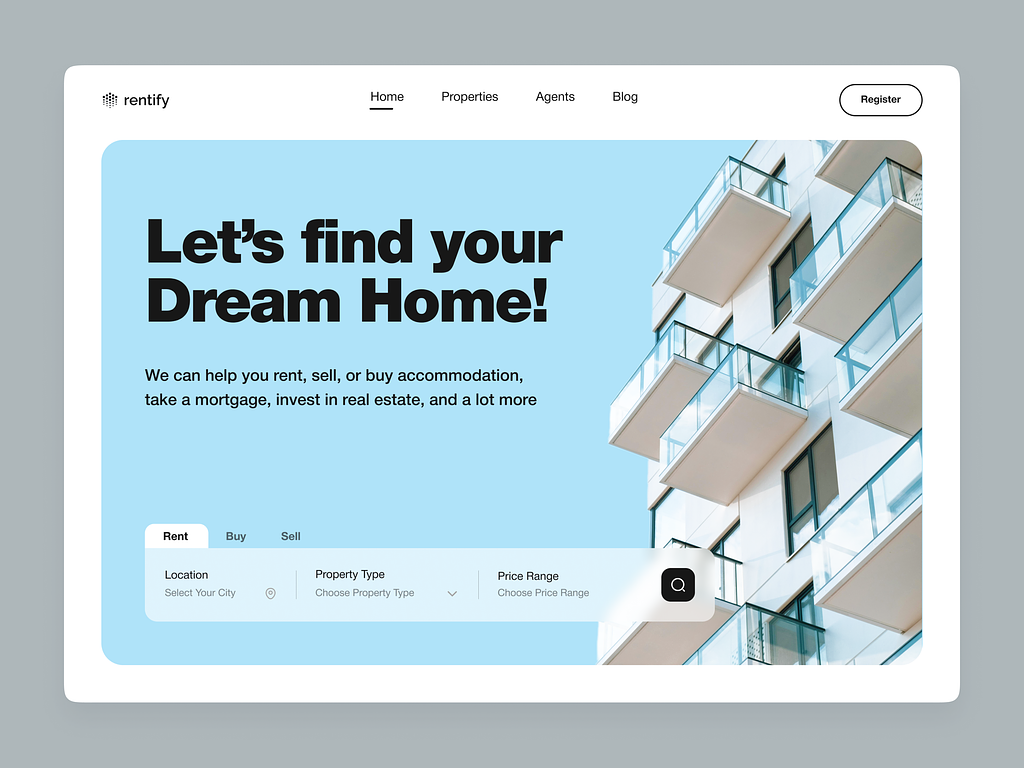 rentify
Home
Properties
Agents
Blog
Register
Let’s find your
Dream Home!
We can help you rent, sell, or buy accommodation,
take a mortgage, invest in real estate, and a lot more
Rent
Buy
Sell
Location
Select Your City
Property Type
Choose Property Type
Price Range
Choose Price Range